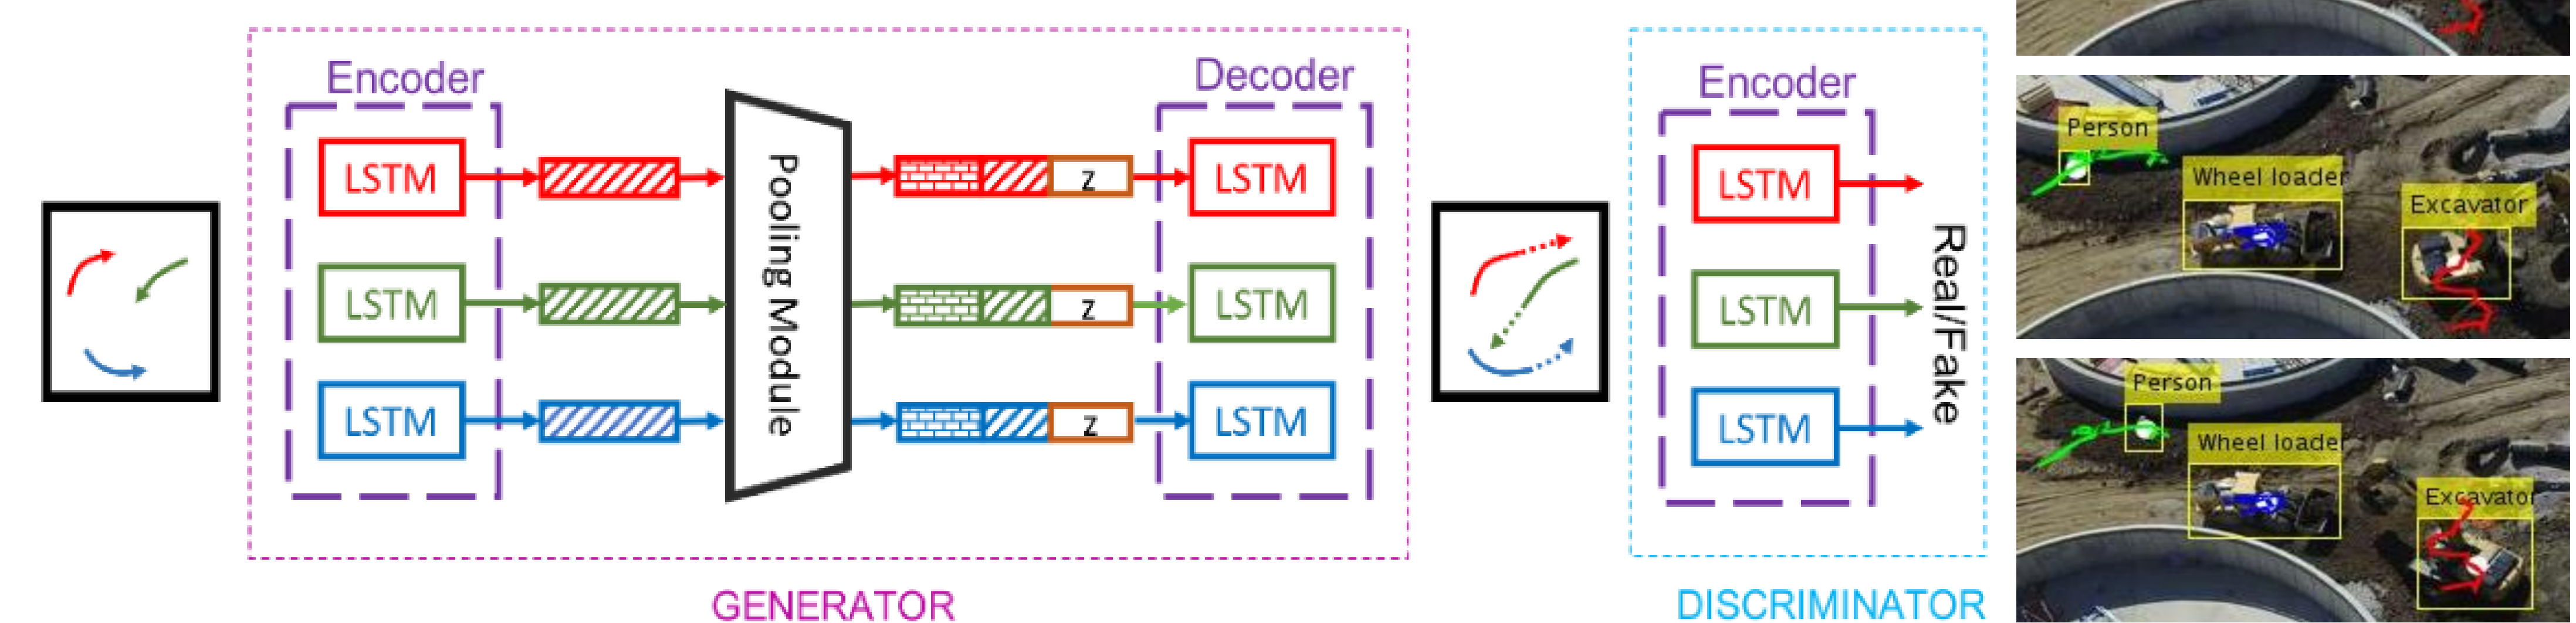 Encoder
LSTM
LSTM
LSTM
Pooling Module
z
z
z
Decoder
LSTM
LSTM
LSTM
GENERATOR
Encoder
LSTM
LSTM
LSTM
Real/Fake
DISCRIMINATOR
Person
Wheel loader
Excavator
Person
Wheel loader
Excavator